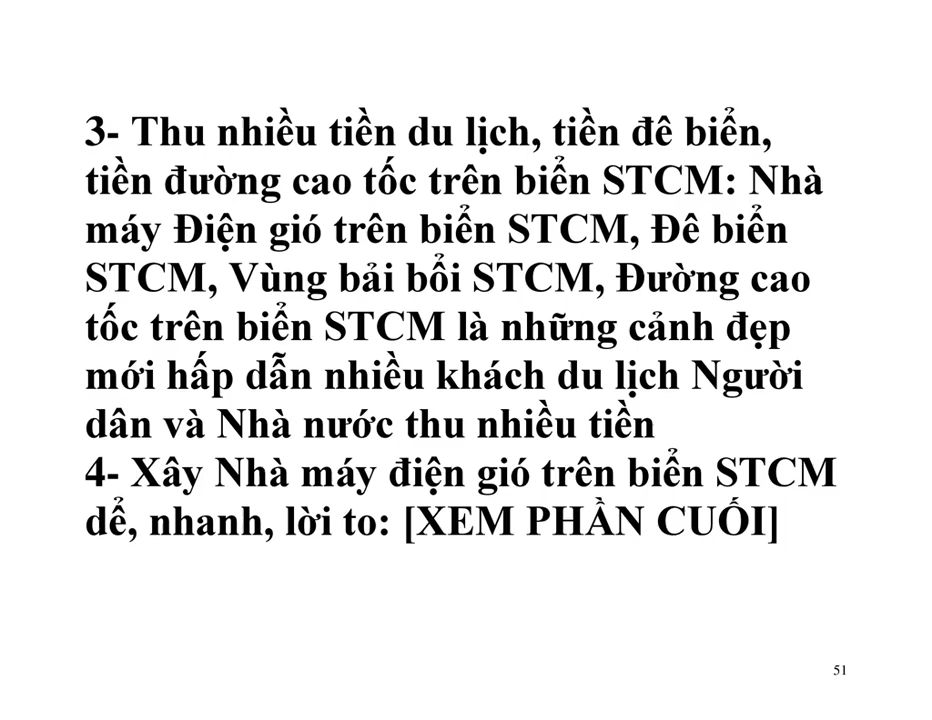 3- Thu nhiều tiền du lịch, tiền đê biển,
tiền đường cao tốc trên biển STCM: Nhà
máy Điện gió trên biển STCM, Đê biển
STCM, Vùng bải bổi STCM, Đường cao
tốc trên biển STCM là những cảnh đẹp
mới hấp dẫn nhiều khách du lịch Người
dân và Nhà nước thu nhiều tiền
4- Xây Nhà máy điện gió trên biển STCM
dể, nhanh, lời to: [XEM PHẦN CUỐI]
51